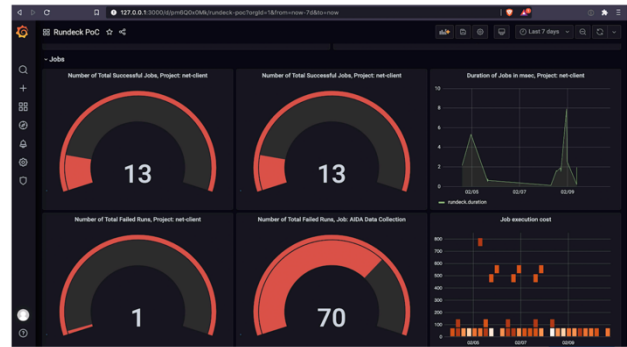 127.0.0.1:3000/d/pm6Q0x0Mk/rundeck-poc?orgId=1&from=now-7d&to=now
Rundeck PoC
Last 7 days
Jobs
Number of Total Successful Jobs, Project: net-client
13
Number of Total Successful Jobs, Project: net-client
13
Duration of Jobs in msec, Project: net-client
10
8
6
4
2
0
02/05 02/07 02/09
rundeck.duration
Number of Total Failed Runs, Project: net-client
1
Number of Total Failed Runs, Job: AIDA Data Collection
70
Job execution cost
900
800
700
600
500
400
300
200
100
0
02/05 02/07 02/09